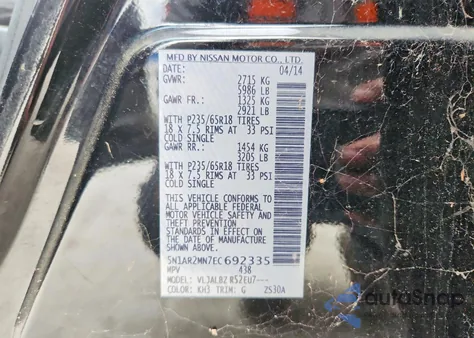 MFD BY NISSAN MOTOR CO., LTD.
DATE: 04/14
GVWR: 2715 KG
5986 LB
GAWR FR.: 1325 KG
2921 LB
WITH P235/65R18 TIRES
18 X 7.5 RIMS AT 33 PSI
COLD SINGLE
GAWR RR.: 1454 KG
3205 LB
WITH P235/65R18 TIRES
18 X 7.5 RIMS AT 33 PSI
COLD SINGLE
THIS VEHICLE CONFORMS TO
ALL APPLICABLE FEDERAL
MOTOR VEHICLE SAFETY AND
THEFT PREVENTION
STANDARDS IN EFFECT ON
THE DATE OF MANUFACTURE
SHOWN ABOVE.
5N1AR2MN7EC692335
MPV 438
MODEL:
COLOR: KH3 TRIM: G 2S30A
autoSnap